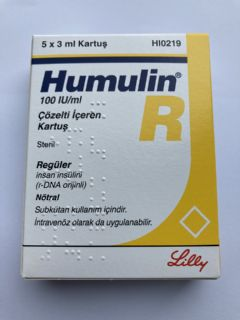 5 x 3 ml Kartuş HI0219
Humulin®
100 IU/ml
R
Çözelti İçeren
Kartuş
Steril
Regüler
insan insülini
(r-DNA orijinli)
Nötral
Subkütan kullanım içindir.
İntravenöz olarak da uygulanabilir.
Lilly